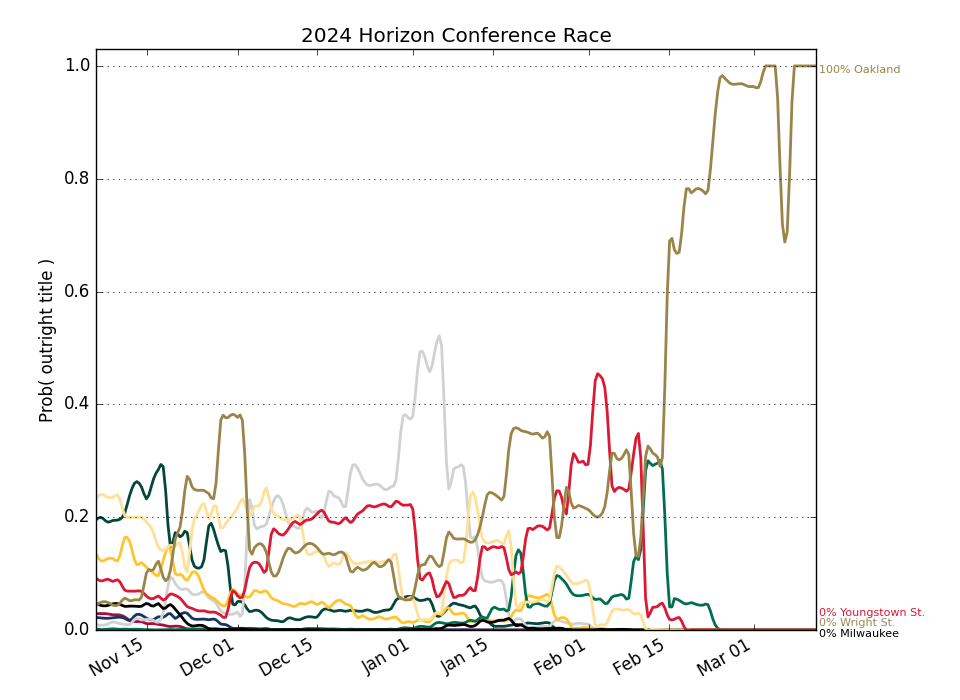 2024 Horizon Conference Race
Prob( outright title )
1.0
0.8
0.6
0.4
0.2
0.0
100% Oakland
0% Youngstown St.
0% Wright St.
0% Milwaukee
Nov 15
Dec 01
Dec 15
Jan 01
Jan 15
Feb 01
Feb 15
Mar 01